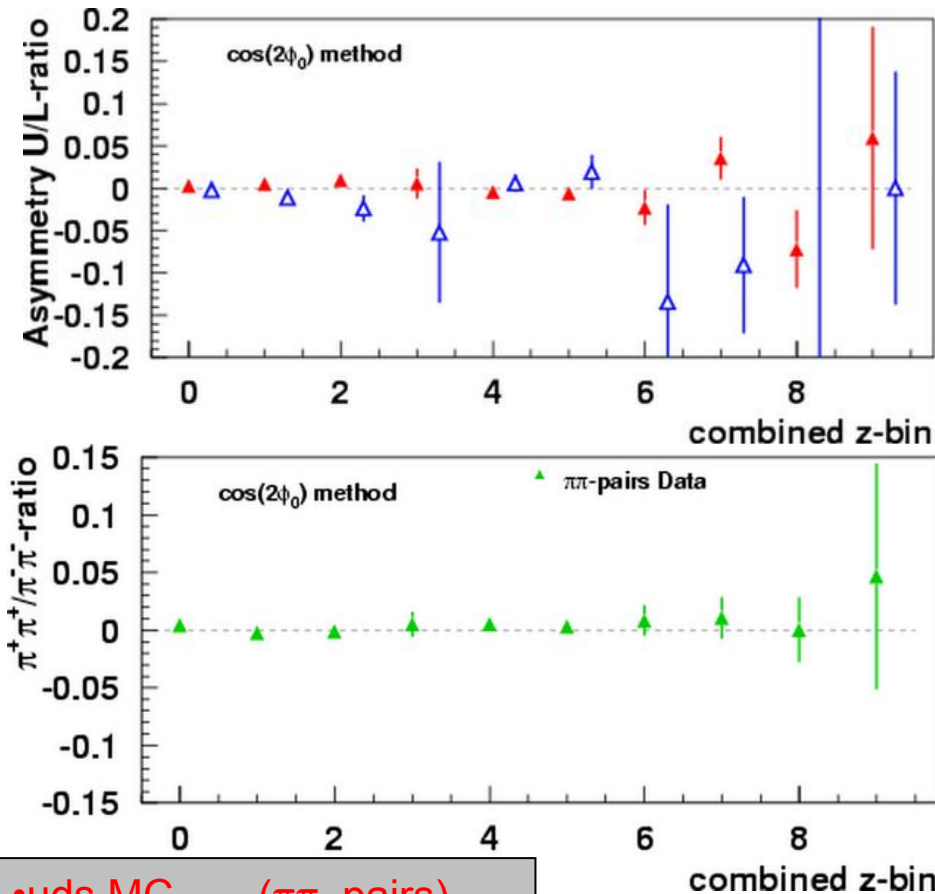 Asymmetry U/L-ratio
0.2
0.15
0.1
0.05
0
-0.05
-0.1
-0.15
-0.2
cos(2ϕ₀) method
0 2 4 6 8
combined z-bin
π⁺π⁺/π⁻π⁻-ratio
0.15
0.1
0.05
0
-0.05
-0.1
-0.15
cos(2ϕ₀) method
ππ-pairs Data
0 2 4 6 8
combined z-bin
•uds MC (ππ pairs)